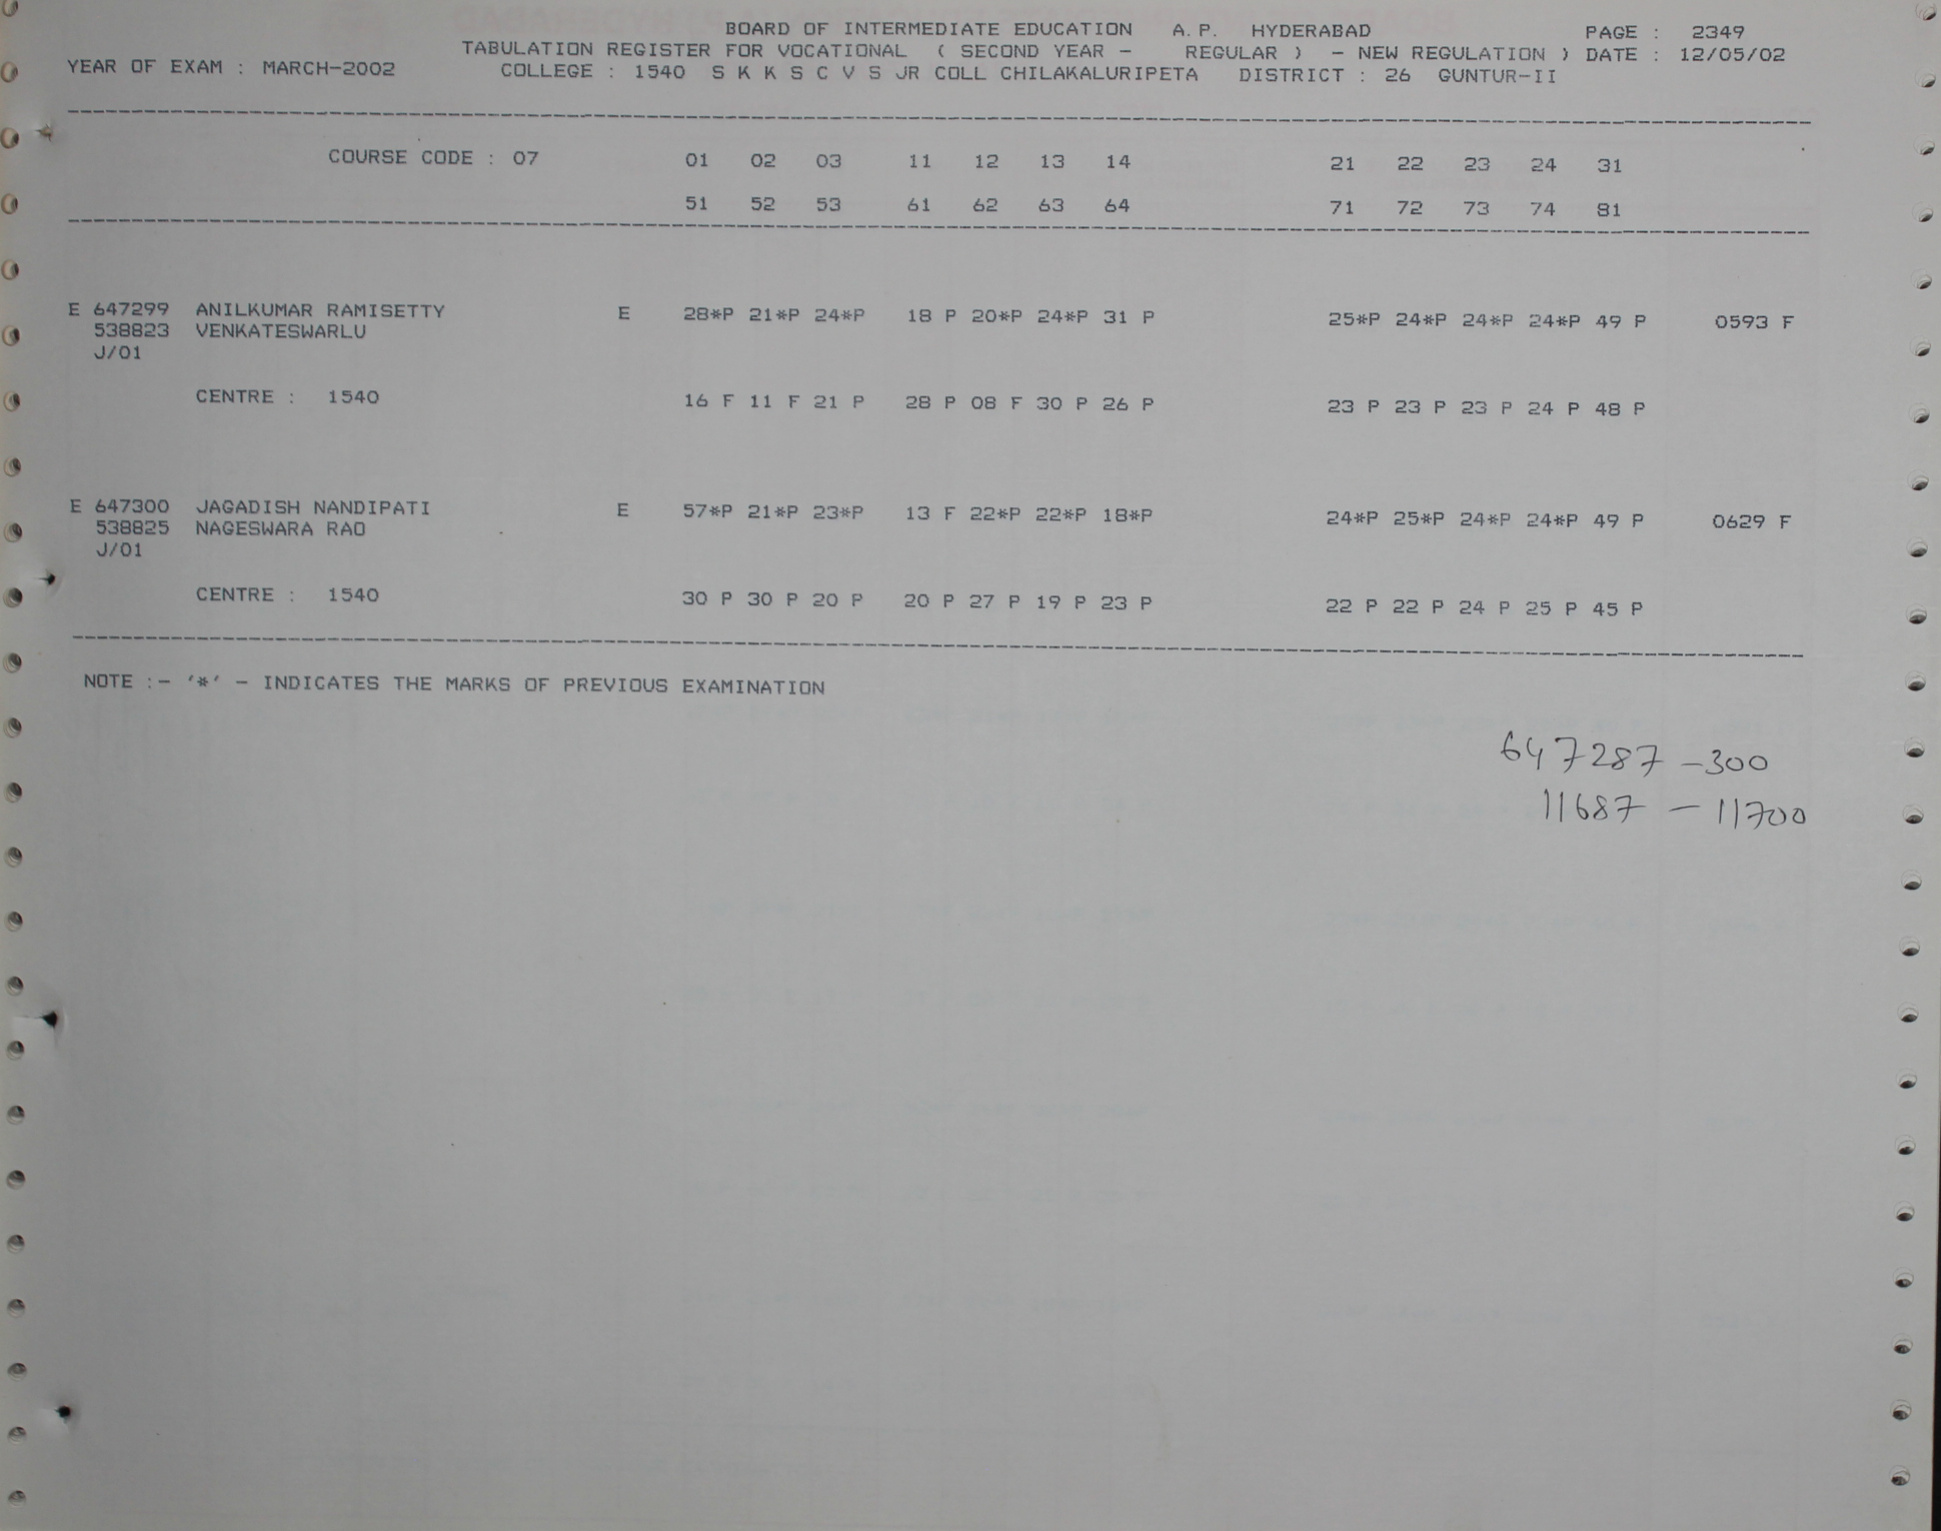 BOARD OF INTERMEDIATE EDUCATION A.P. HYDERABAD PAGE : 2349
TABULATION REGISTER FOR VOCATIONAL ( SECOND YEAR - REGULAR ) - NEW REGULATION ) DATE : 12/05/02
YEAR OF EXAM : MARCH-2002 COLLEGE : 1540 S K K S C V S JR COLL CHILAKALURIPETA DISTRICT : 26 GUNTUR-II
COURSE CODE : 07 01 02 03 11 12 13 14 21 22 23 24 31
51 52 53 61 62 63 64 71 72 73 74 81
E 647299 ANILKUMAR RAMISETTY E 28*P 21*P 24*P 18 P 20*P 24*P 31 P 25*P 24*P 24*P 24*P 49 P 0593 F
538823 VENKATESWARLU
J/01
CENTRE : 1540 16 F 11 F 21 P 28 P 08 F 30 P 26 P 23 P 23 P 23 P 24 P 48 P
E 647300 JAGADISH NANDIPATI E 57*P 21*P 23*P 13 F 22*P 22*P 18*P 24*P 25*P 24*P 24*P 49 P 0629 F
538825 NAGESWARA RAO
J/01
CENTRE : 1540 30 P 30 P 20 P 20 P 27 P 19 P 23 P 22 P 22 P 24 P 25 P 45 P
NOTE :- '*' - INDICATES THE MARKS OF PREVIOUS EXAMINATION
647287 - 300
11687 - 11700